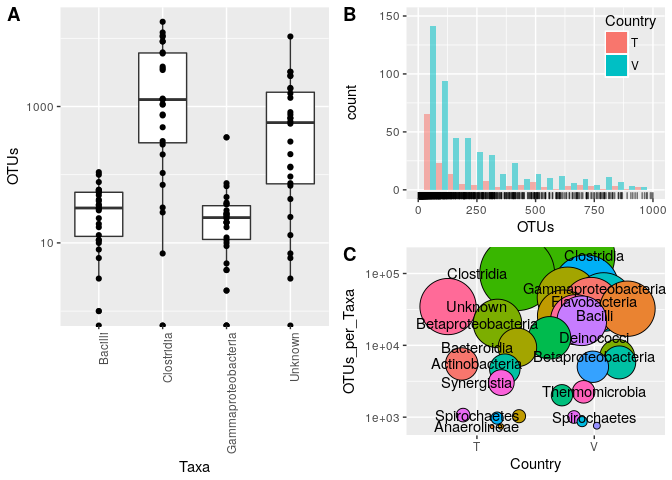 A
OTUs
1000
10
Bacilli
Clostridia
Gammaproteobacteria
Unknown
Taxa
B
count
150
100
50
0
0
250
500
750
1000
OTUs
Country
T
V
C
OTUs_per_Taxa
1e+05
1e+04
1e+03
Clostridia
Clostridia
Gammaproteobacteria
Flavobacteria
Unknown
Bacilli
Betaproteobacteria
Deinococci
Bacteroidia
Betaproteobacteria
Actinobacteria
Synergistia
Thermomicrobia
Spirochaetes
Spirochaetes
Anaerolineae
T
V
Country